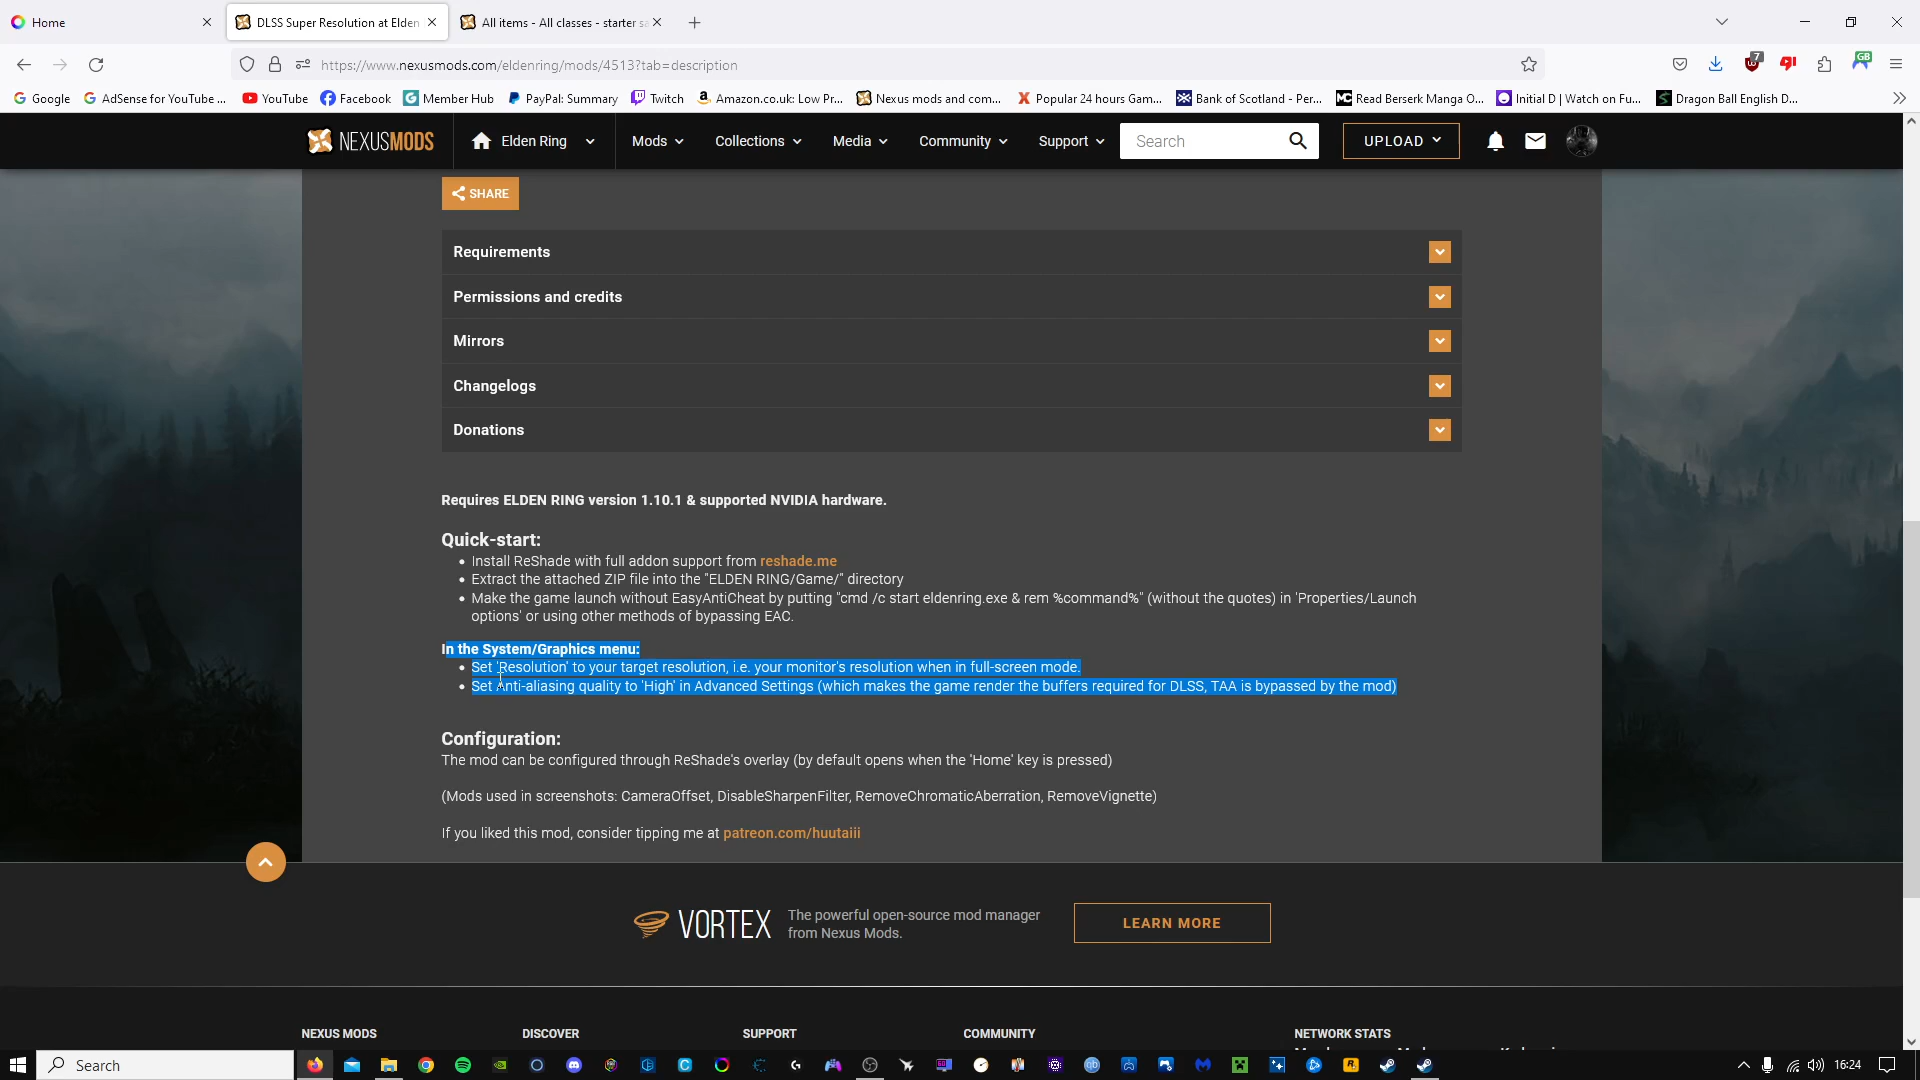 Home
DLSS Super Resolution at Elden
All items - All classes - starter sa
https://www.nexusmods.com/eldenring/mods/4513?tab=description
7
GB
Google
AdSense for YouTube ...
YouTube
Facebook
Member Hub
PayPal: Summary
Twitch
Amazon.co.uk: Low Pr...
Nexus mods and com...
Popular 24 hours Gam...
Bank of Scotland - Per...
Read Berserk Manga O...
Initial D | Watch on Fu...
Dragon Ball English D...
NEXUSMODS
Elden Ring
Mods
Collections
Media
Community
Support
Search
UPLOAD
SHARE
Requirements
Permissions and credits
Mirrors
Changelogs
Donations
Requires ELDEN RING version 1.10.1 & supported NVIDIA hardware.
Quick-start:
• Install ReShade with full addon support from reshade.me
• Extract the attached ZIP file into the "ELDEN RING/Game/" directory
• Make the game launch without EasyAntiCheat by putting "cmd /c start eldenring.exe & rem %command%" (without the quotes) in 'Properties/Launch
options' or using other methods of bypassing EAC.
In the System/Graphics menu:
• Set 'Resolution' to your target resolution, i.e. your monitor's resolution when in full-screen mode.
• Set Anti-aliasing quality to 'High' in Advanced Settings (which makes the game render the buffers required for DLSS, TAA is bypassed by the mod)
Configuration:
The mod can be configured through ReShade's overlay (by default opens when the 'Home' key is pressed)
(Mods used in screenshots: CameraOffset, DisableSharpenFilter, RemoveChromaticAberration, RemoveVignette)
If you liked this mod, consider tipping me at patreon.com/huutaiii
VORTEX
The powerful open-source mod manager
from Nexus Mods.
LEARN MORE
NEXUS MODS
DISCOVER
SUPPORT
COMMUNITY
NETWORK STATS
Search
16:24